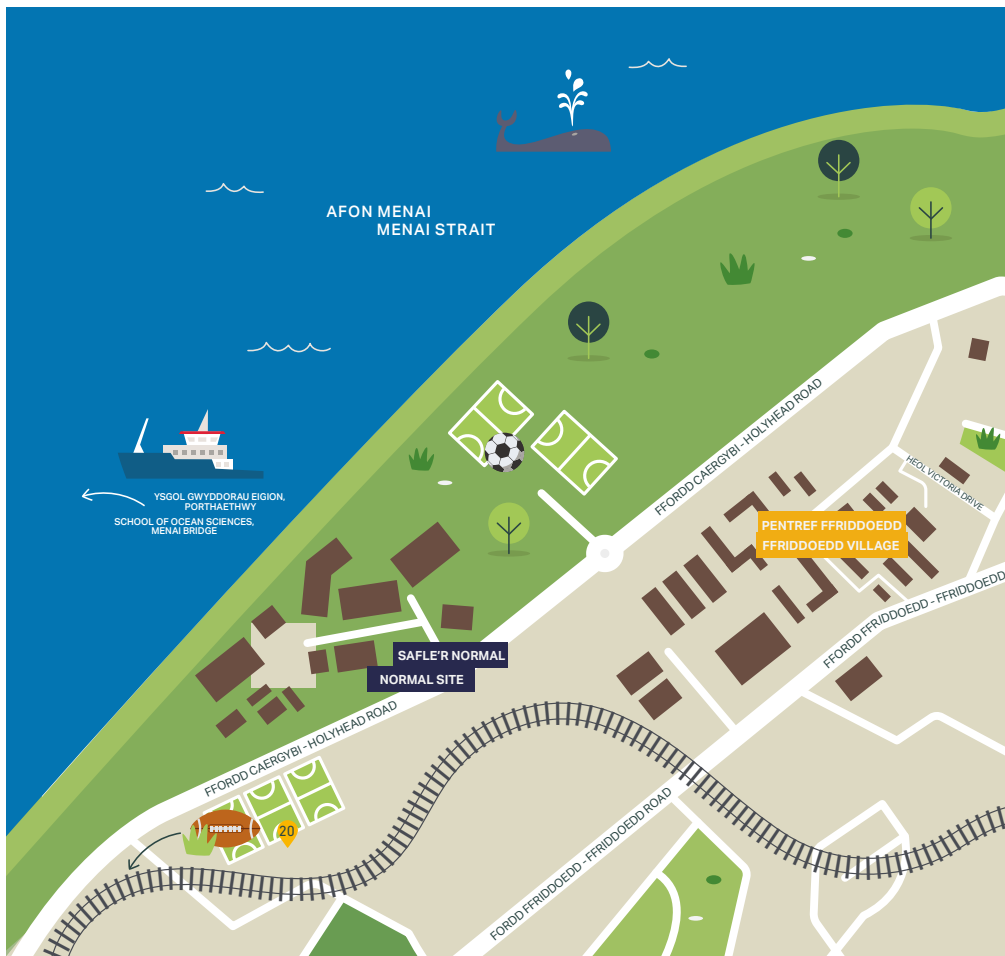 AFON MENAI
MENAI STRAIT
FFORDD CAERGYBI - HOLYHEAD ROAD
HEOL VICTORIA DRIVE
YSGOL GWYDDORAU EIGION,
PORTHAETHWY
SCHOOL OF OCEAN SCIENCES,
MENAI BRIDGE
PENTREF FFRIDDOEDD
FFRIDDOEDD VILLAGE
FFORDD FFRIDDOEDD - FFRIDDOEDD
SAFLE'R NORMAL
NORMAL SITE
FFORDD CAERGYBI - HOLYHEAD ROAD
20
FORDD FFRIDDOEDD - FFRIDDOEDD ROAD